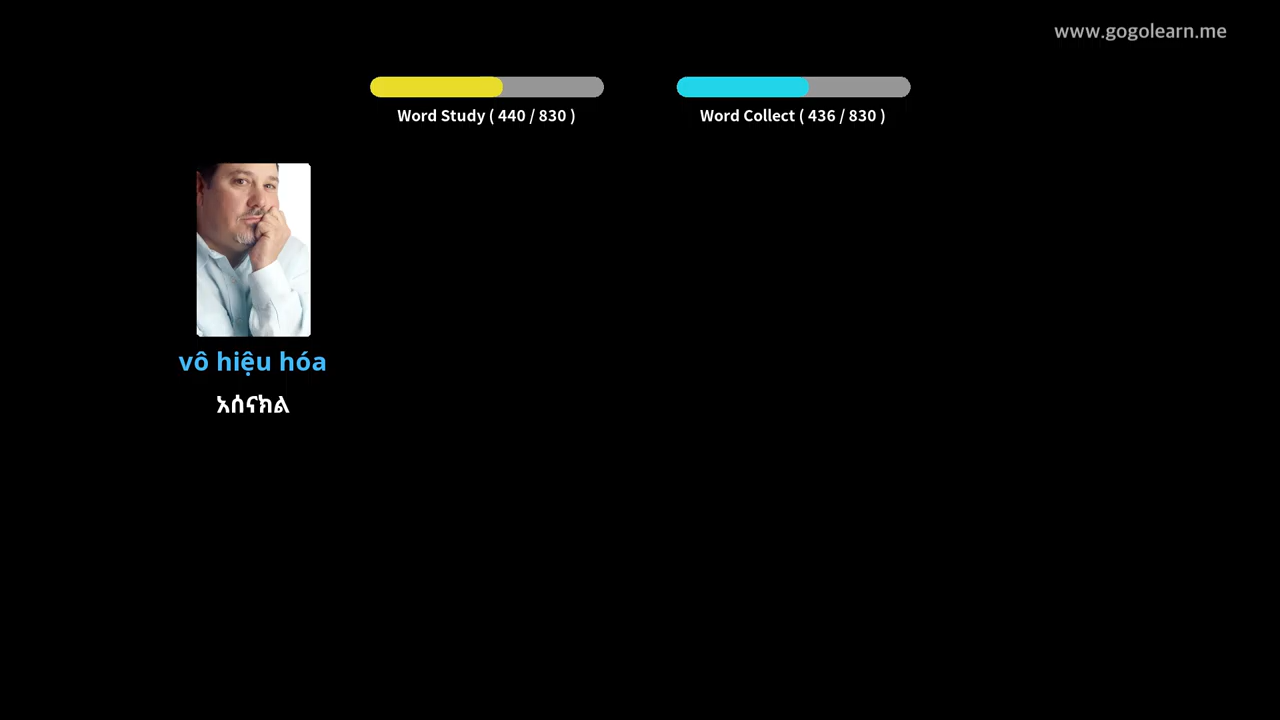 www.gogolearn.me
Word Study ( 440 / 830 )
Word Collect ( 436 / 830 )
vô hiệu hóa
አሰናክል